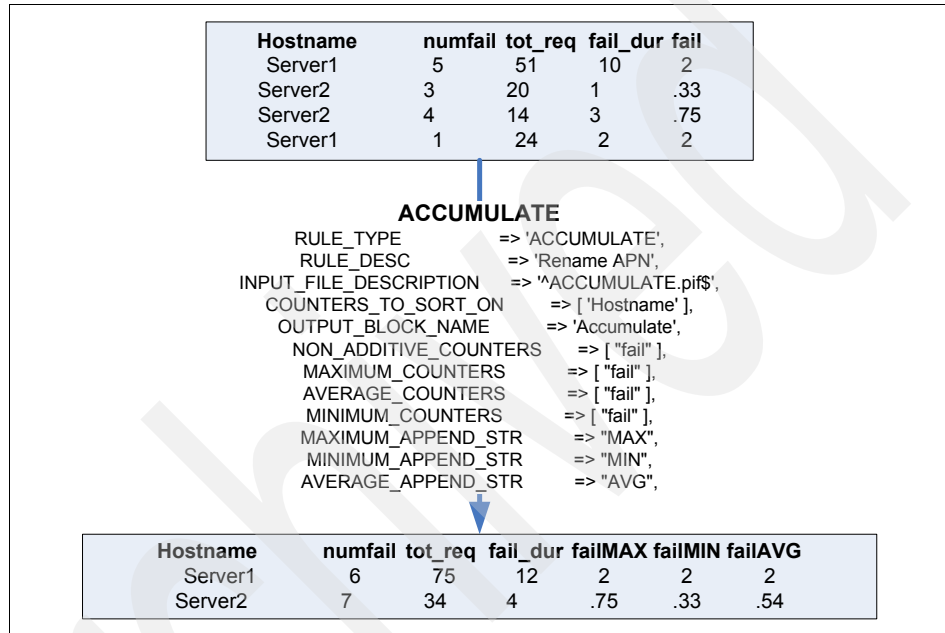 Hostname numfail tot_req fail_dur fail
Server1 5 51 10 2
Server2 3 20 1 .33
Server2 4 14 3 .75
Server1 1 24 2 2
ACCUMULATE
RULE_TYPE => 'ACCUMULATE',
RULE_DESC => 'Rename APN',
INPUT_FILE_DESCRIPTION => '^ACCUMULATE.pif$',
COUNTERS_TO_SORT_ON => [ 'Hostname' ],
OUTPUT_BLOCK_NAME => 'Accumulate',
NON_ADDITIVE_COUNTERS => [ "fail" ],
MAXIMUM_COUNTERS => [ "fail" ],
AVERAGE_COUNTERS => [ "fail" ],
MINIMUM_COUNTERS => [ "fail" ],
MAXIMUM_APPEND_STR => "MAX",
MINIMUM_APPEND_STR => "MIN",
AVERAGE_APPEND_STR => "AVG",
Hostname numfail tot_req fail_dur failMAX failMIN failAVG
Server1 6 75 12 2 2 2
Server2 7 34 4 .75 .33 .54